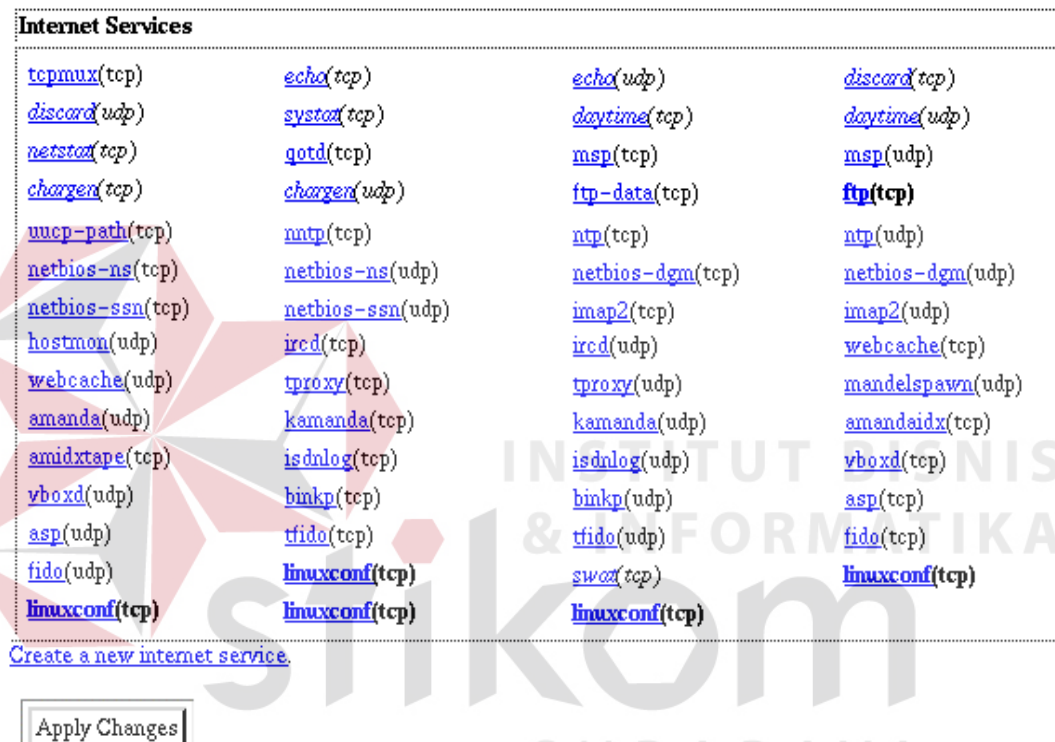 Internet Services
tcpmux(tcp) echo(tcp) echo(udp) discard(tcp)
discard(udp) systat(tcp) daytime(tcp) daytime(udp)
netstat(tcp) qotd(tcp) msp(tcp) msp(udp)
chargen(tcp) chargen(udp) ftp-data(tcp) ftp(tcp)
uucp-path(tcp) nntp(tcp) ntp(tcp) ntp(udp)
netbios-ns(tcp) netbios-ns(udp) netbios-dgm(tcp) netbios-dgm(udp)
netbios-ssn(tcp) netbios-ssn(udp) imap2(tcp) imap2(udp)
hostmon(udp) ircd(tcp) ircd(udp) webcache(tcp)
webcache(udp) tproxy(tcp) tproxy(udp) mandelspawn(udp)
amanda(udp) kamanda(tcp) kamanda(udp) amandaidx(tcp)
amidxtape(tcp) isdnlog(tcp) isdnlog(udp) vboxd(tcp)
vboxd(udp) binkp(tcp) binkp(udp) asp(tcp)
asp(udp) tfido(tcp) tfido(udp) fido(tcp)
fido(udp) linuxconf(tcp) swat(tcp) linuxconf(tcp)
linuxconf(tcp) linuxconf(tcp) linuxconf(tcp)
Create a new internet service.
Apply Changes
INSTITUT BISNIS
& INFORMATIKA
stikom